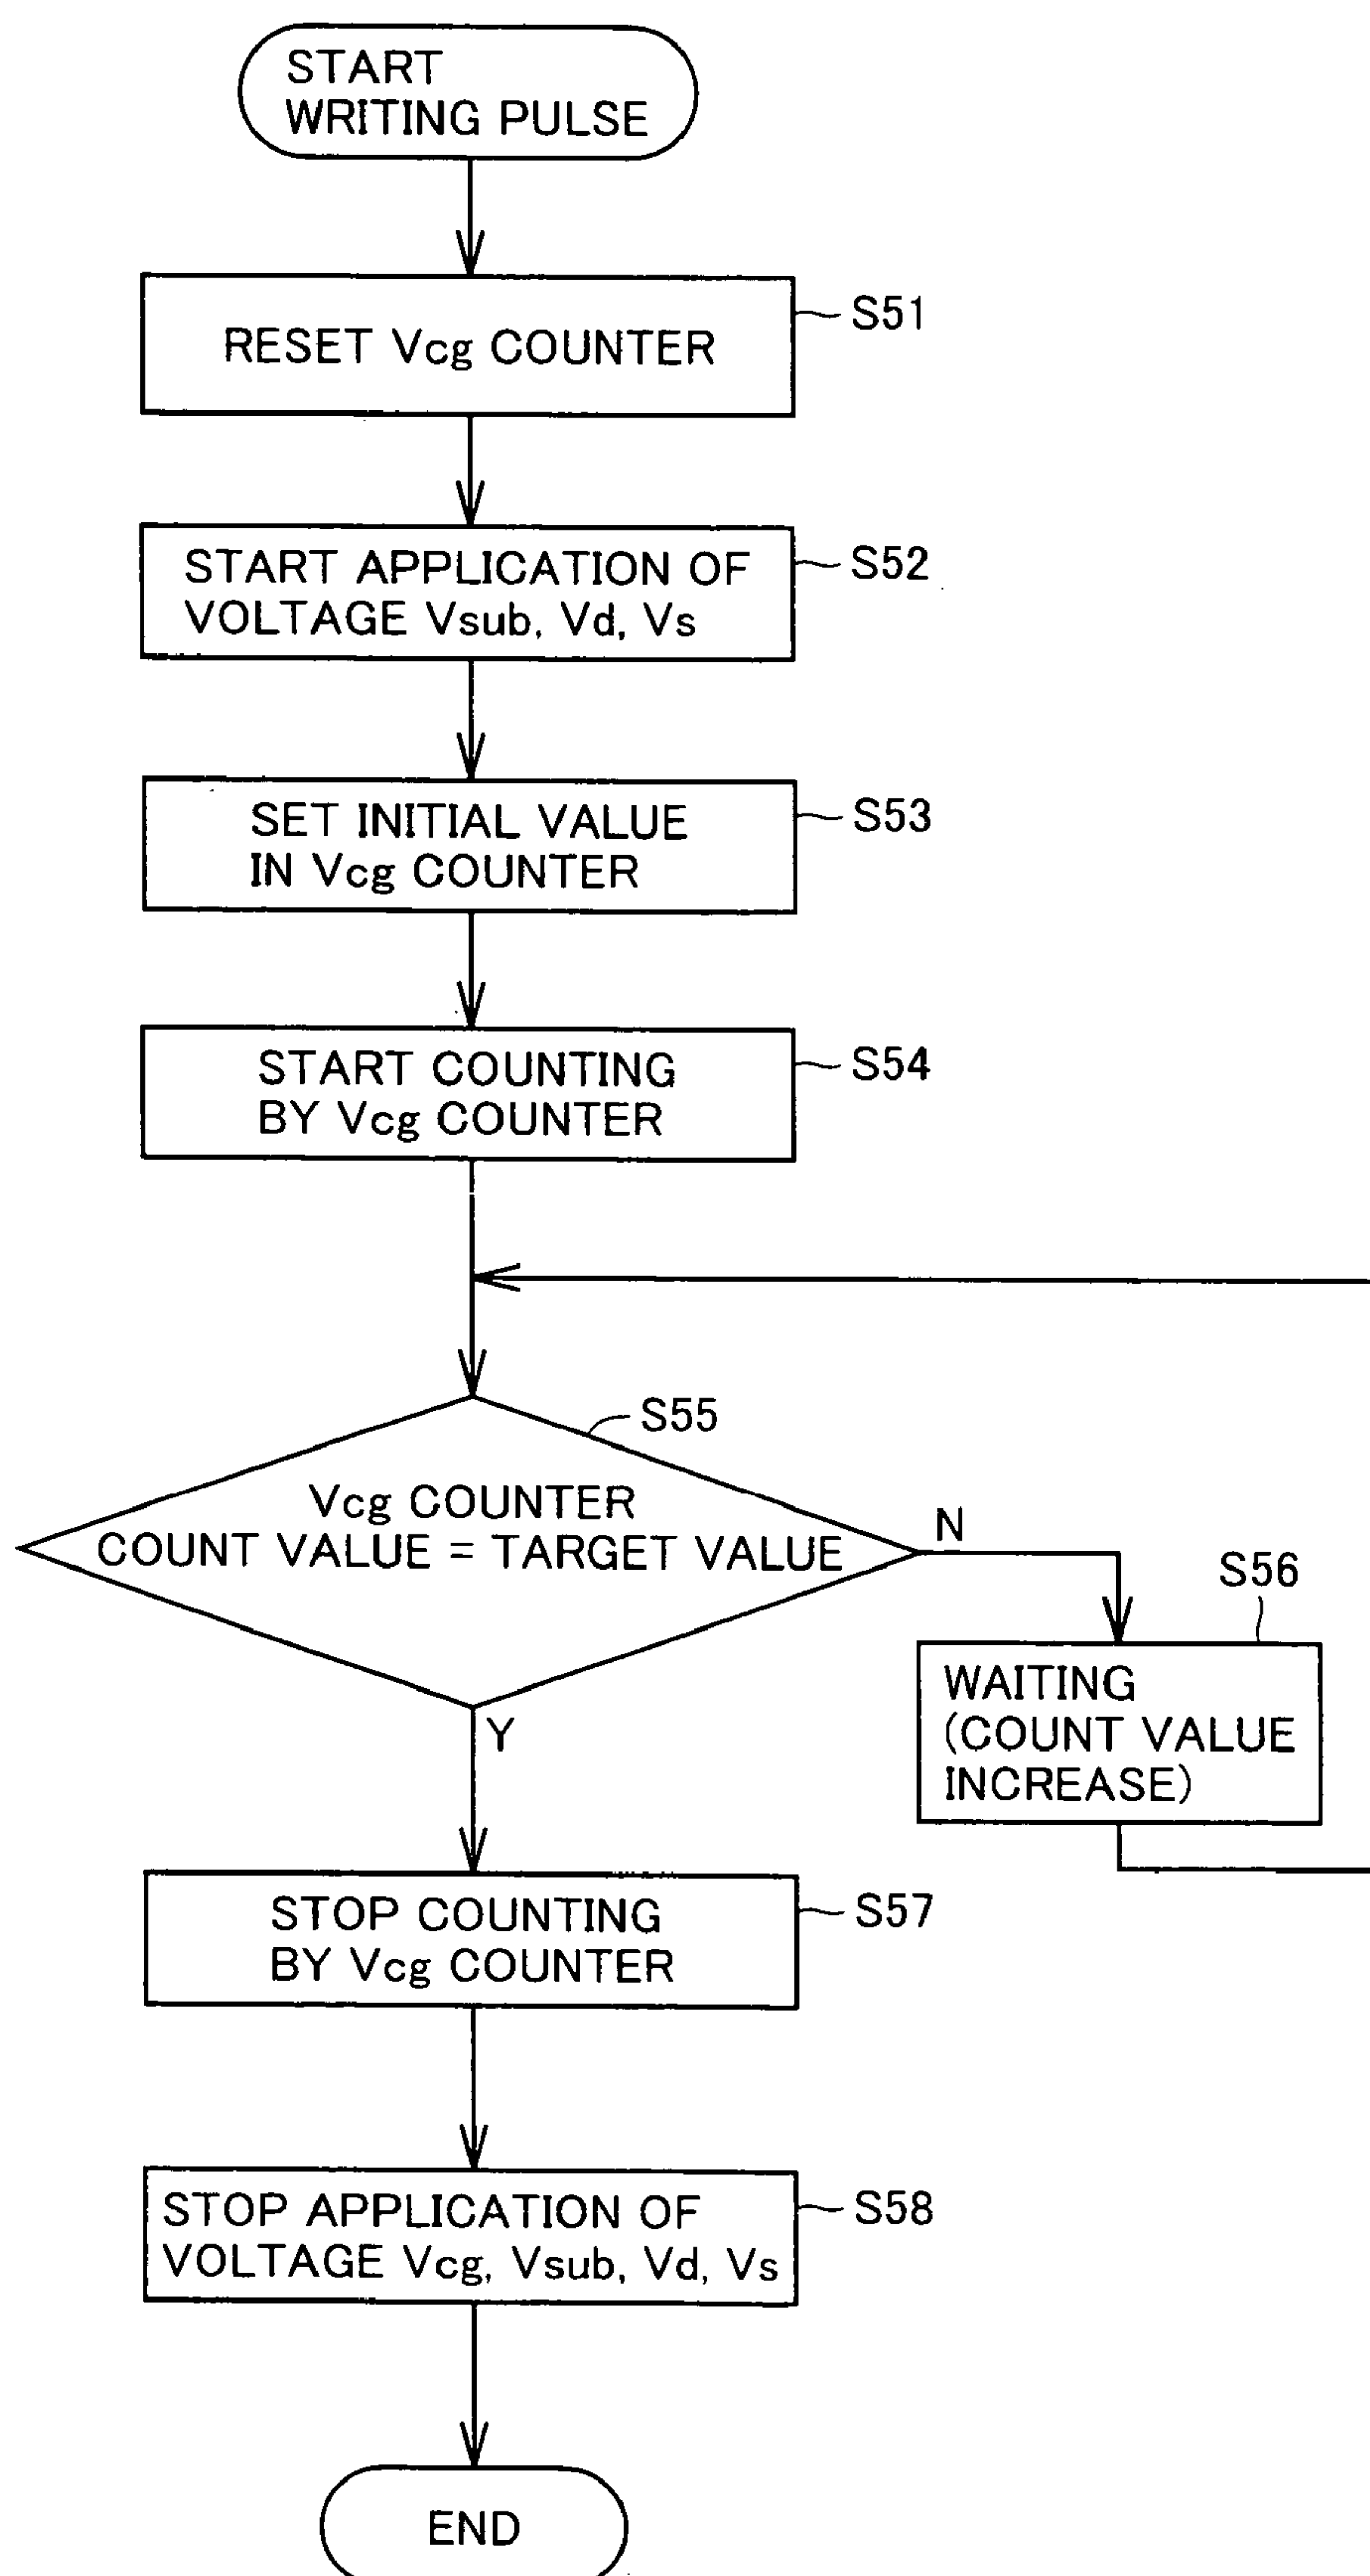 START
WRITING PULSE
RESET Vcg COUNTER
S51
START APPLICATION OF
VOLTAGE Vsub, Vd, Vs
S52
SET INITIAL VALUE
IN Vcg COUNTER
S53
START COUNTING
BY Vcg COUNTER
S54
S55
Vcg COUNTER
COUNT VALUE = TARGET VALUE
N
S56
WAITING
(COUNT VALUE
INCREASE)
Y
STOP COUNTING
BY Vcg COUNTER
S57
STOP APPLICATION OF
VOLTAGE Vcg, Vsub, Vd, Vs
S58
END